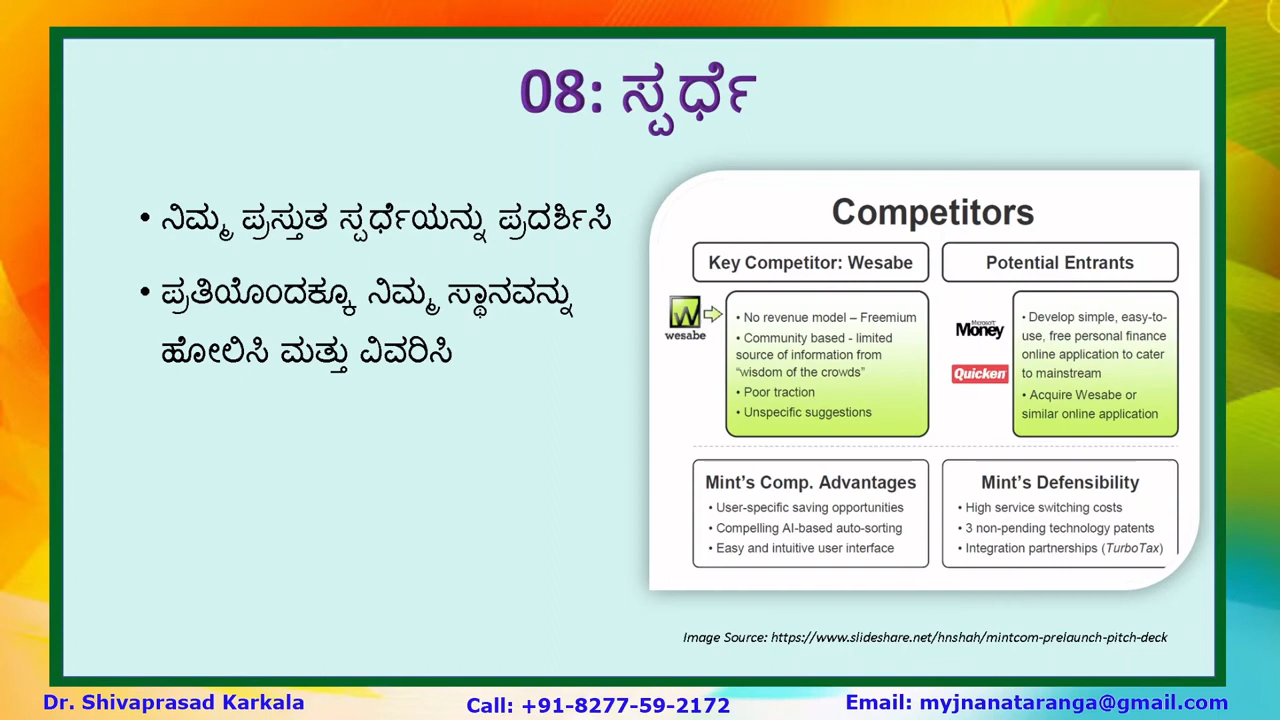 08: ಸ್ಪರ್ಧೆ
• ನಿಮ್ಮ ಪ್ರಸ್ತುತ ಸ್ಪರ್ಧೆಯನ್ನು ಪ್ರದರ್ಶಿಸಿ
• ಪ್ರತಿಯೊಂದಕ್ಕೂ ನಿಮ್ಮ ಸ್ಥಾನವನ್ನು
ಹೋಲಿಸಿ ಮತ್ತು ವಿವರಿಸಿ
Competitors
Key Competitor: Wesabe
W
wesabe
• No revenue model – Freemium
• Community based - limited
source of information from
“wisdom of the crowds”
• Poor traction
• Unspecific suggestions
Potential Entrants
Microsoft
Money
Quicken
• Develop simple, easy-to-
use, free personal finance
online application to cater
to mainstream
• Acquire Wesabe or
similar online application
Mint’s Comp. Advantages
• User-specific saving opportunities
• Compelling AI-based auto-sorting
• Easy and intuitive user interface
Mint’s Defensibility
• High service switching costs
• 3 non-pending technology patents
• Integration partnerships (TurboTax)
Image Source: https://www.slideshare.net/hnshah/mintcom-prelaunch-pitch-deck
Dr. Shivaprasad Karkala
Call: +91-8277-59-2172
Email: myjnanataranga@gmail.com